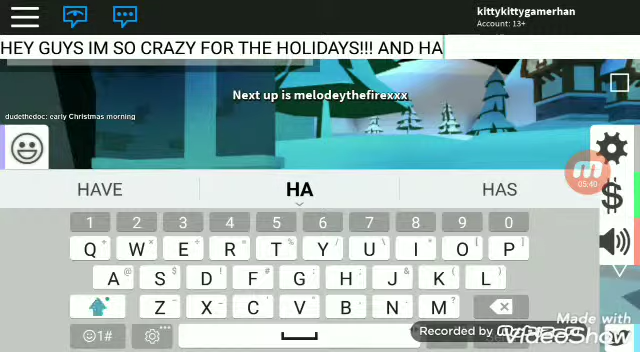 kittykittygamerhan
Account: 13+
HEY GUYS IM SO CRAZY FOR THE HOLIDAYS!!! AND HA
Next up is melodeythefirexxx
dudethedoc: early Christmas morning
05:40
HAVE HA HAS
1 2 3 4 5 6 7 8 9 0
Q W E R T Y U I O P
A S D F G H J K L
Z X C V B N M
1#
Recorded by
Made with
VideoShow